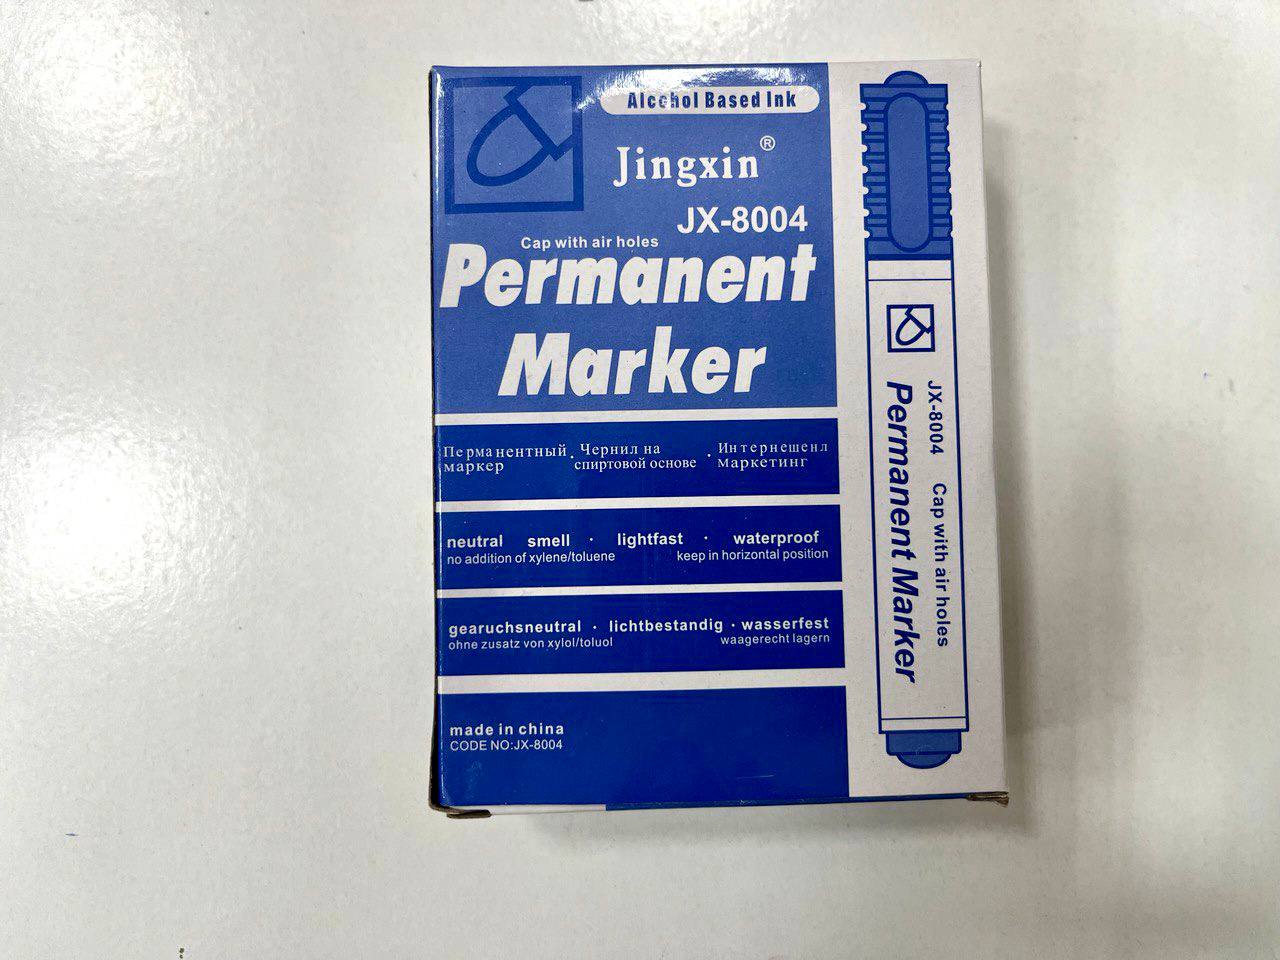 Alcohol Based Ink
Jingxin®
JX-8004
Cap with air holes
Permanent
Marker
Перманентный · Чернил на · Интернешенл
маркер спиртовой основе маркетинг
neutral smell · lightfast · waterproof
no addition of xylene/toluene keep in horizontal position
gearuchsneutral · lichtbestandig · wasserfest
ohne zusatz von xylol/toluol waagerecht lagern
made in china
CODE NO:JX-8004
JX-8004 Cap with air holes
Permanent Marker